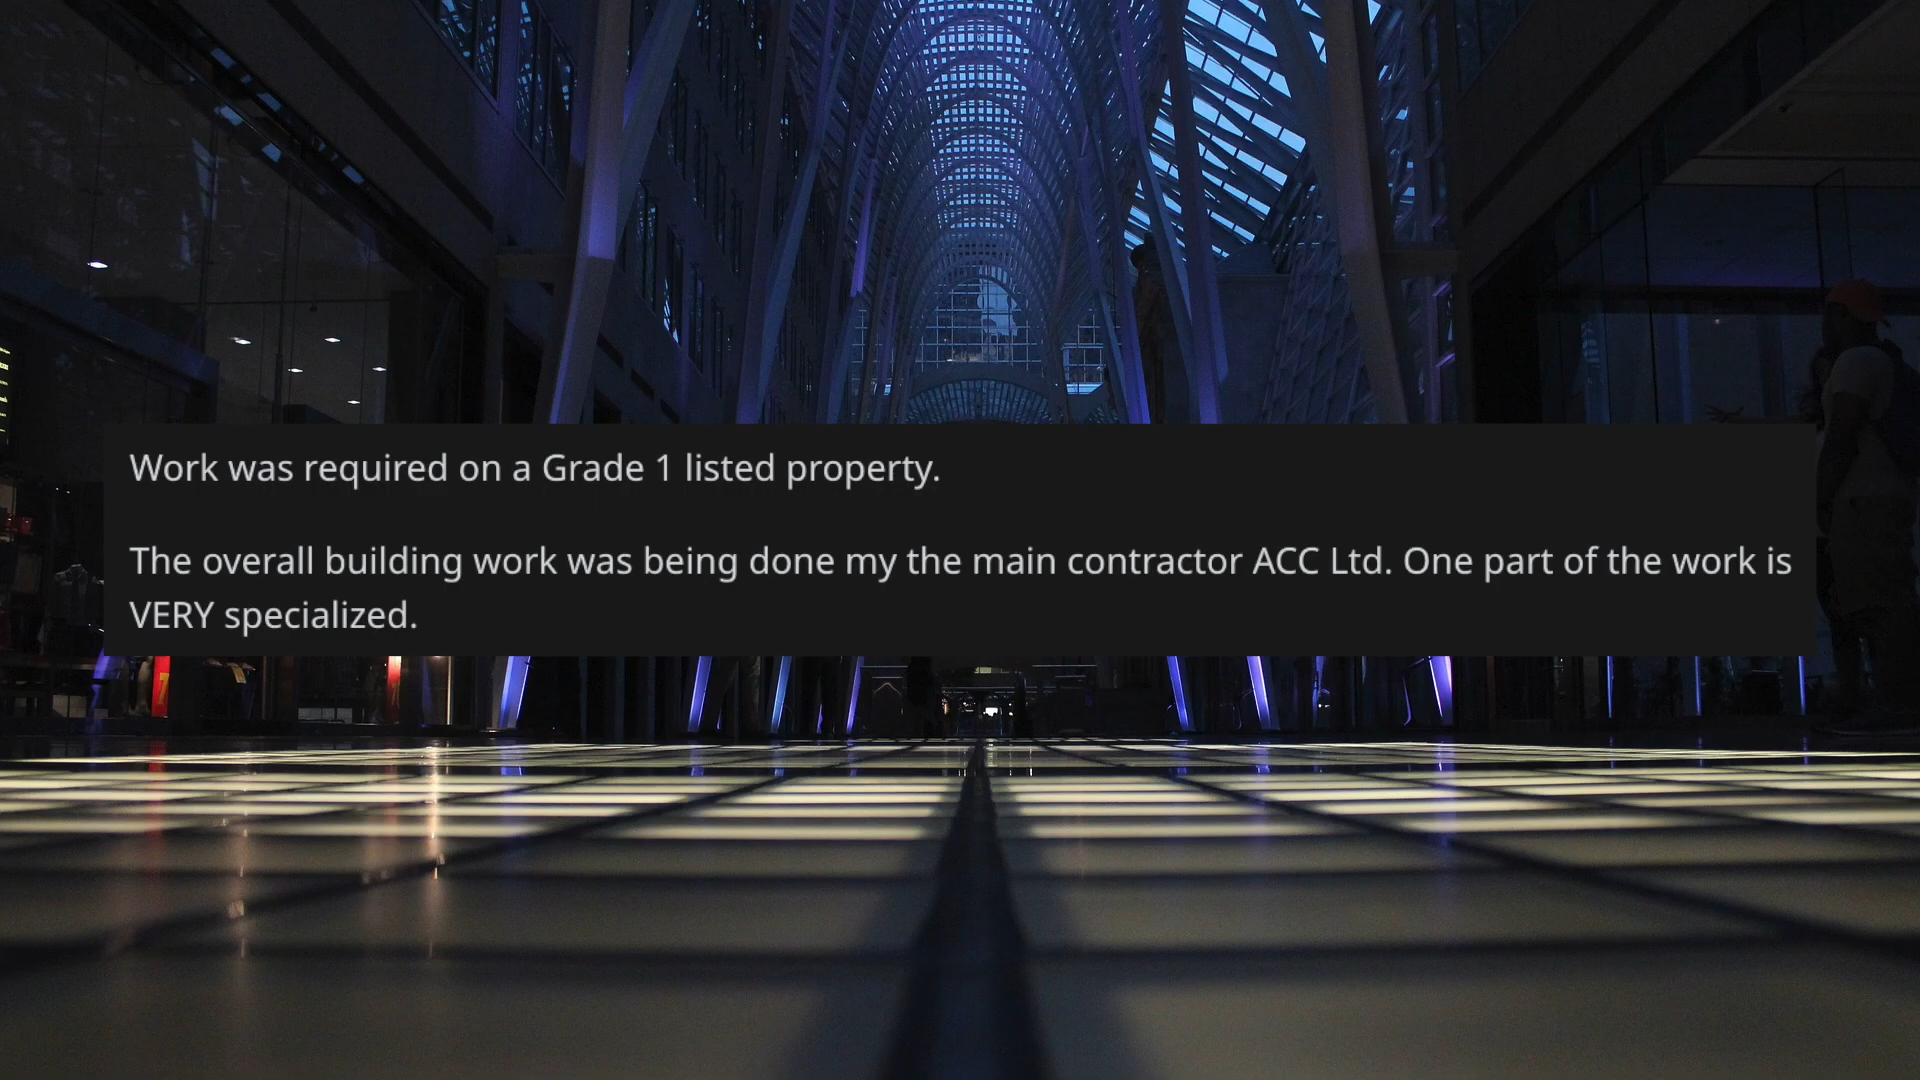 Work was required on a Grade 1 listed property.
The overall building work was being done my the main contractor ACC Ltd. One part of the work is
VERY specialized.